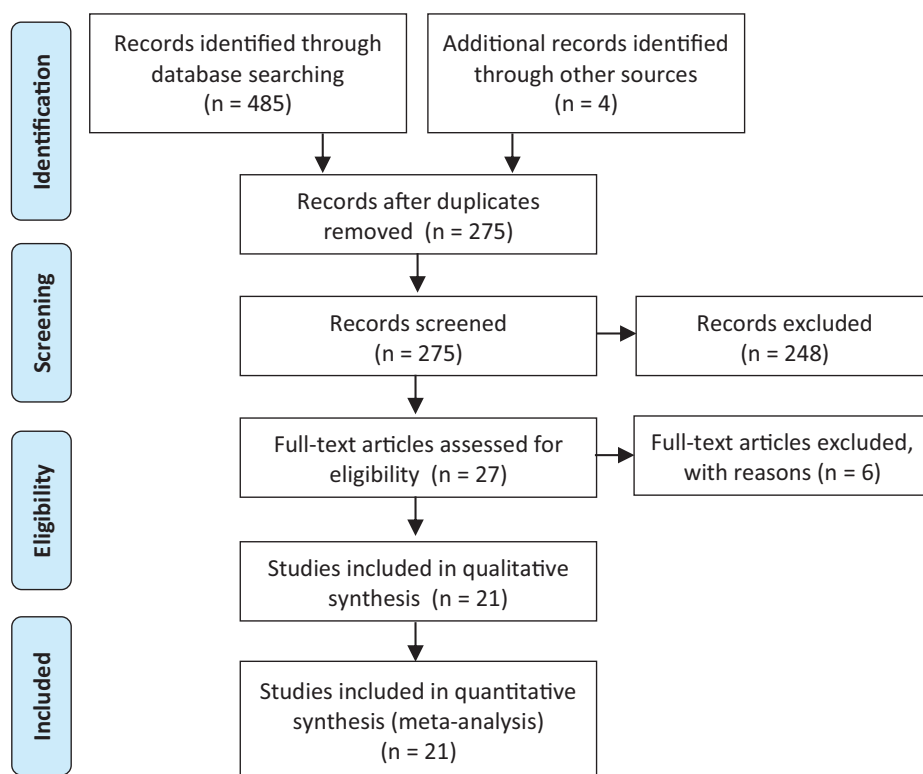 Identification
Records identified through
database searching
(n = 485)
Additional records identified
through other sources
(n = 4)
Records after duplicates
removed (n = 275)
Screening
Records screened
(n = 275)
Records excluded
(n = 248)
Eligibility
Full-text articles assessed for
eligibility (n = 27)
Full-text articles excluded,
with reasons (n = 6)
Studies included in qualitative
synthesis (n = 21)
Included
Studies included in quantitative
synthesis (meta-analysis)
(n = 21)